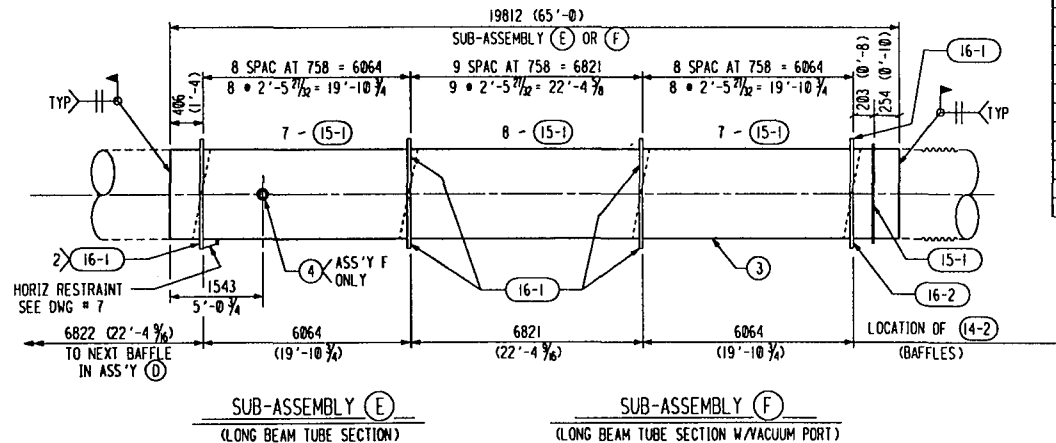 19812 (65'-0)
SUB-ASSEMBLY E OR F
8 SPAC AT 758 = 6064
8 @ 2'-5 27/32 = 19'-10 3/4
9 SPAC AT 758 = 6821
9 @ 2'-5 27/32 = 22'-4 5/8
8 SPAC AT 758 = 6064
8 @ 2'-5 27/32 = 19'-10 3/4
203 (0'-8)
254 (0'-10)
16-1
TYP
406
(1'-4)
7 - 15-1
8 - 15-1
7 - 15-1
TYP
2 16-1
HORIZ RESTRAINT
SEE DWG # 7
1543
5'-0 3/4
4 ASS'Y F
ONLY
16-1
3
15-1
16-2
6822 (22'-4 9/16)
TO NEXT BAFFLE
IN ASS'Y D
6064
(19'-10 3/4)
6821
(22'-4 9/16)
6064
(19'-10 3/4)
LOCATION OF 14-2
(BAFFLES)
SUB-ASSEMBLY E
(LONG BEAM TUBE SECTION)
SUB-ASSEMBLY F
(LONG BEAM TUBE SECTION W/VACUUM PORT)